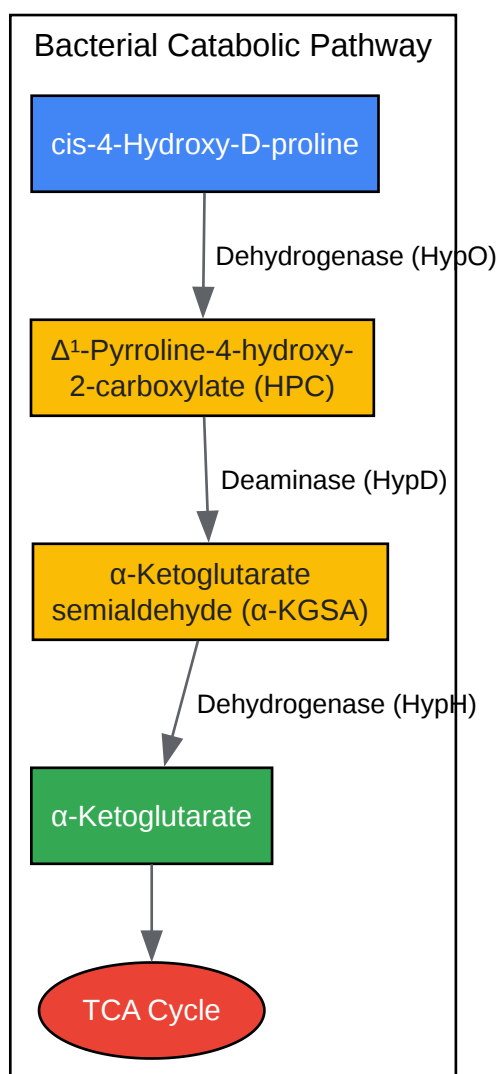 Bacterial Catabolic Pathway
cis-4-Hydroxy-D-proline
Dehydrogenase (HypO)
Δ¹-Pyrroline-4-hydroxy-
2-carboxylate (HPC)
Deaminase (HypD)
α-Ketoglutarate
semialdehyde (α-KGSA)
Dehydrogenase (HypH)
α-Ketoglutarate
TCA Cycle